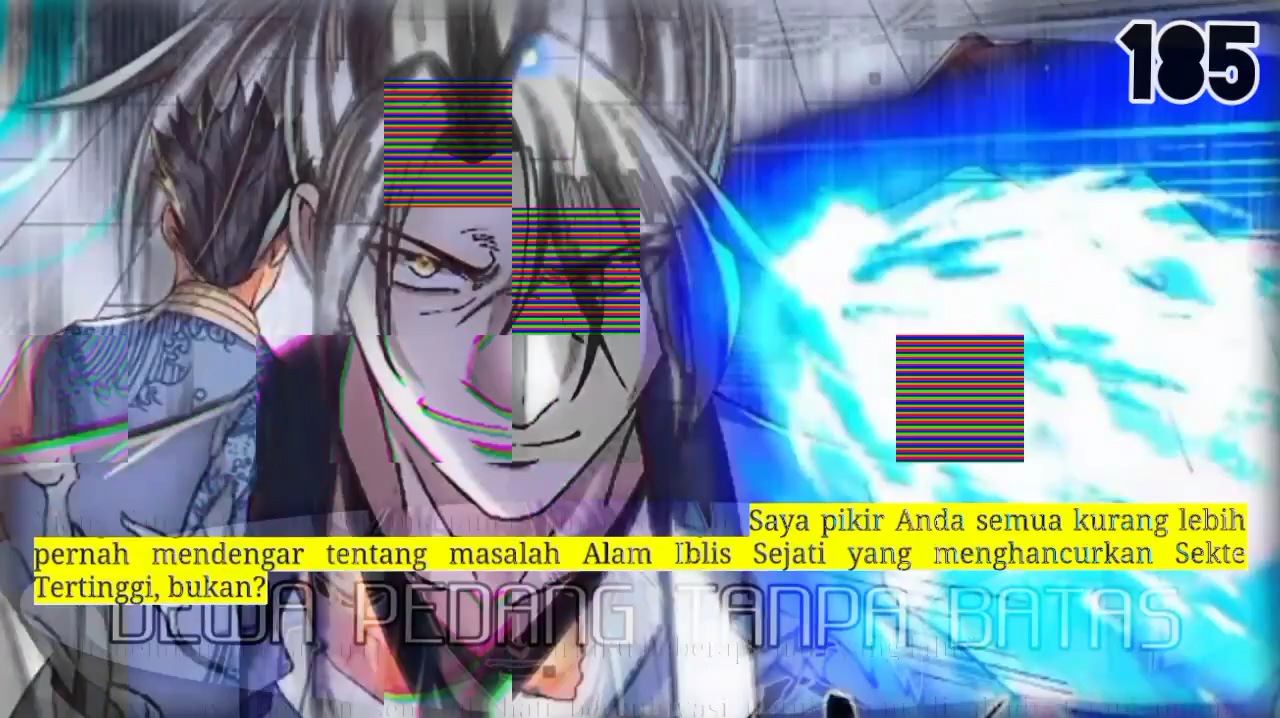 185
Saya pikir Anda semua kurang lebih
pernah mendengar tentang masalah Alam Iblis Sejati yang menghancurkan Sekte
Tertinggi, bukan?
DEWA PEDANG TANPA BATAS